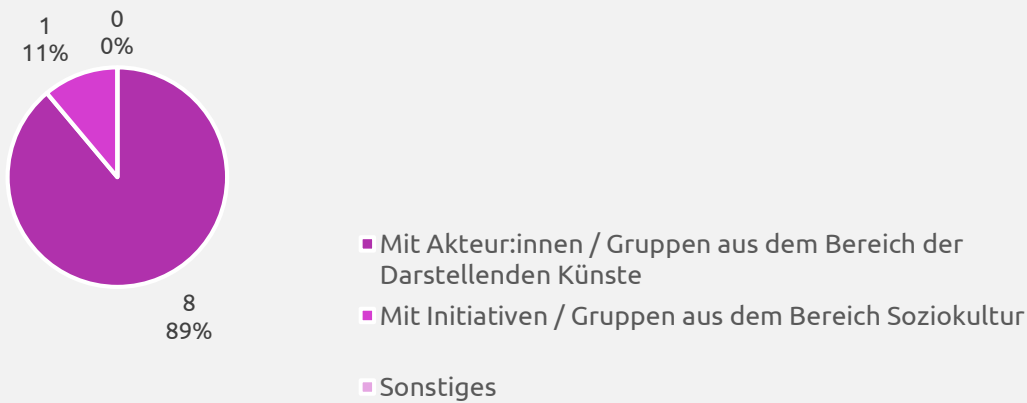 0
0%
1
11%
8
89%
Mit Akteur:innen / Gruppen aus dem Bereich der
Darstellenden Künste
Mit Initiativen / Gruppen aus dem Bereich Soziokultur
Sonstiges